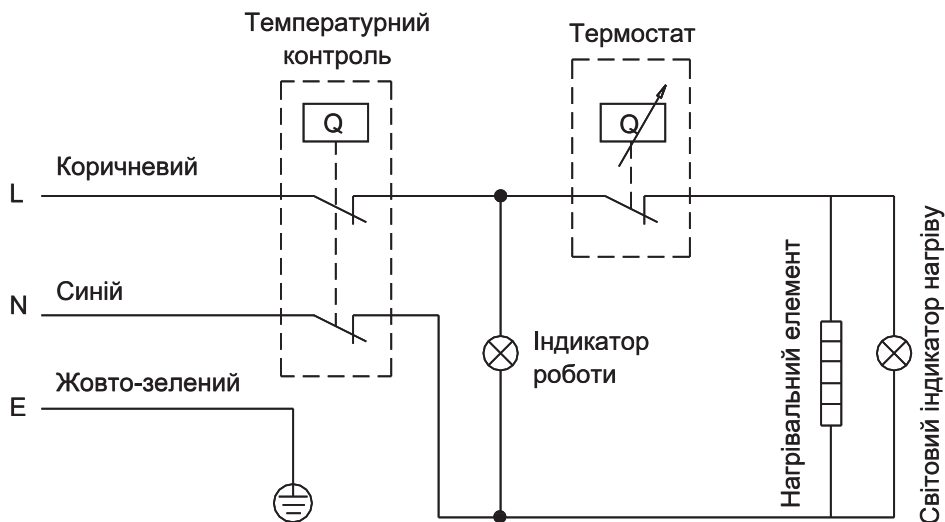 Температурний
контроль
Термостат
Q
Q
Коричневий
L
Синій
N
Індикатор
роботи
Жовто-зелений
E
Нагрівальний елемент
Світовий індикатор нагріву